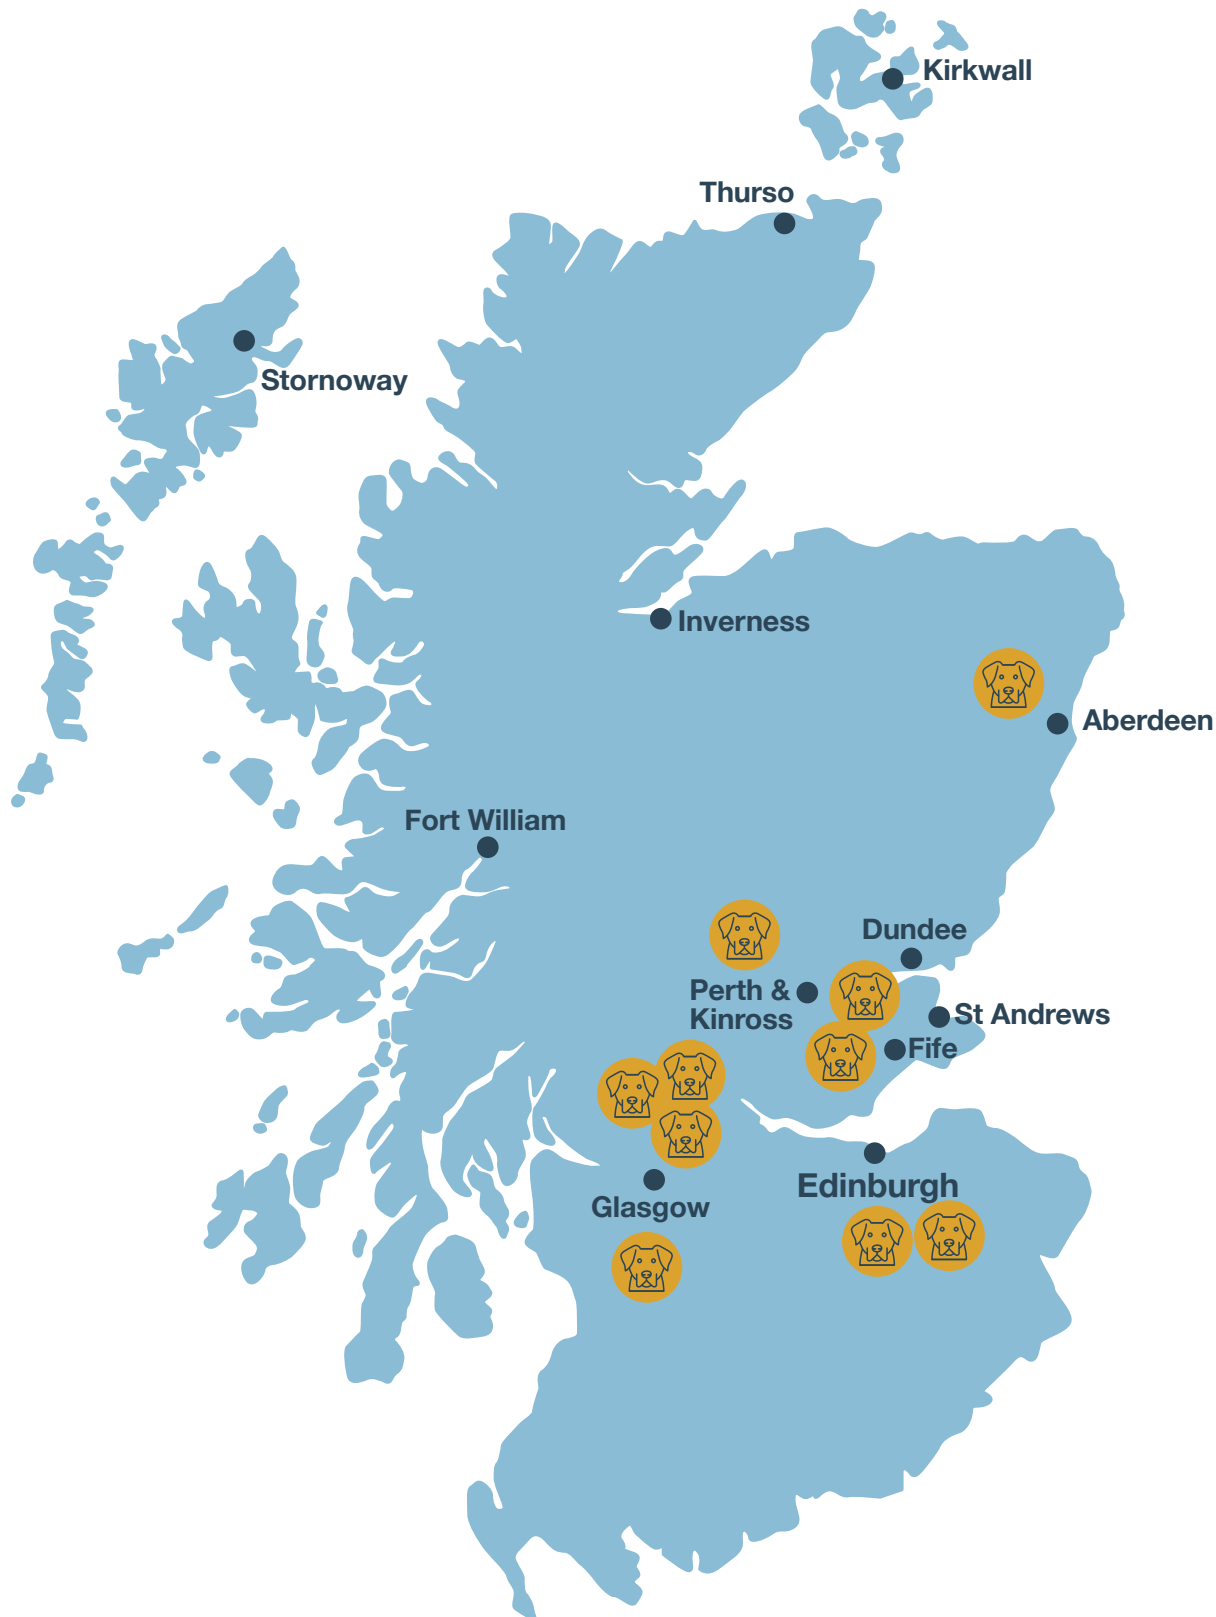 Kirkwall
Thurso
Stornoway
Inverness
Aberdeen
Fort William
Dundee
Perth &
Kinross
St Andrews
Fife
Edinburgh
Glasgow